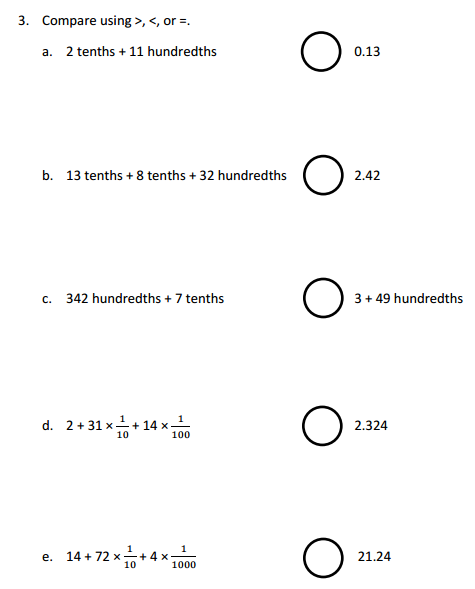 3. Compare using >, <, or =.
a. 2 tenths + 11 hundredths 0.13
b. 13 tenths + 8 tenths + 32 hundredths 2.42
c. 342 hundredths + 7 tenths 3 + 49 hundredths
d. 2 + 31 × 1/10 + 14 × 1/100 2.324
e. 14 + 72 × 1/10 + 4 × 1/1000 21.24